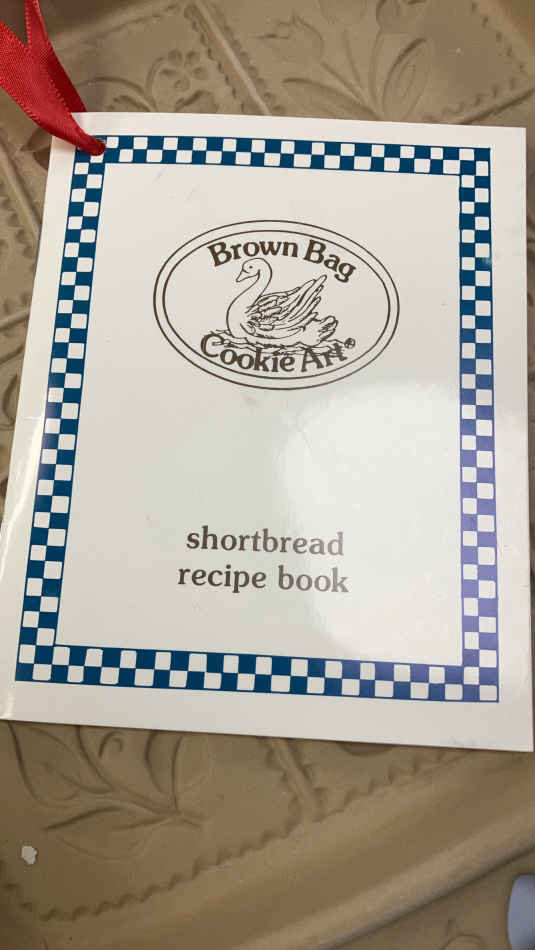 Brown Bag
Cookie Art®
shortbread
recipe book